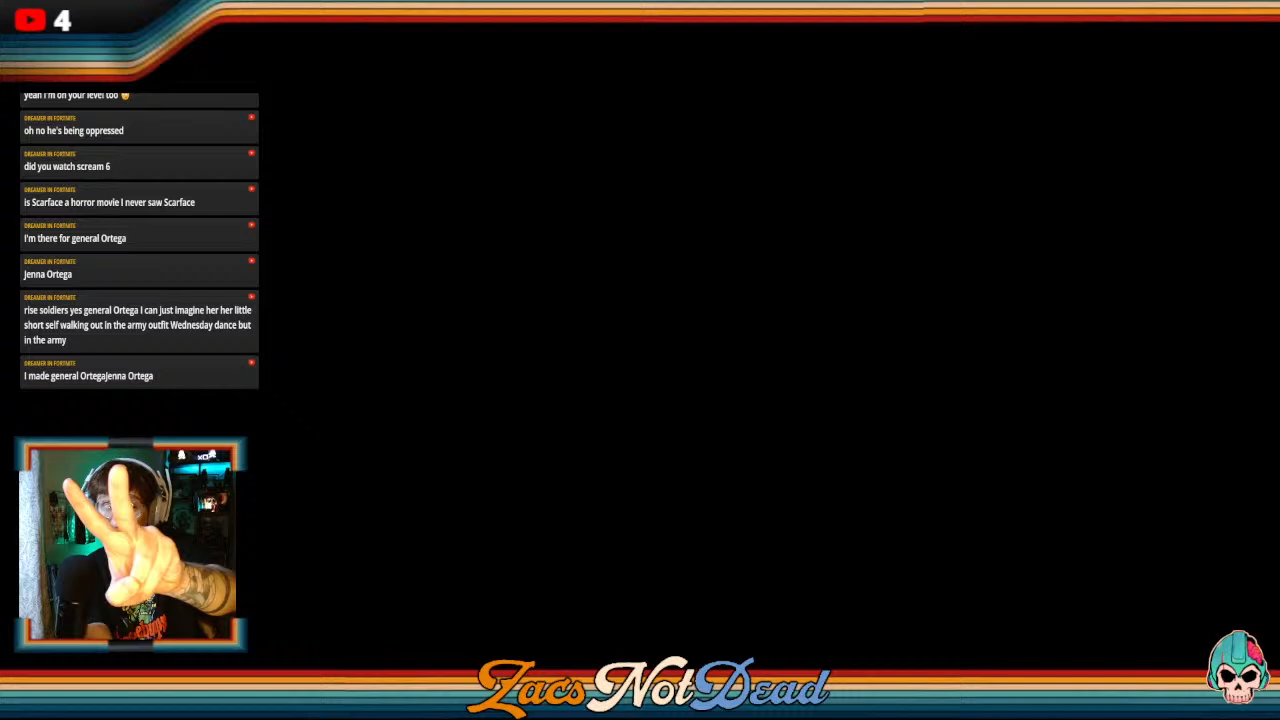 4
yeah I'm on your level too
DREAMER IN FORTNITE
oh no he's being oppressed
DREAMER IN FORTNITE
did you watch scream 6
DREAMER IN FORTNITE
is Scarface a horror movie I never saw Scarface
DREAMER IN FORTNITE
I'm there for general Ortega
DREAMER IN FORTNITE
Jenna Ortega
DREAMER IN FORTNITE
rise soldiers yes general Ortega I can just imagine her her little
short self walking out in the army outfit Wednesday dance but
in the army
DREAMER IN FORTNITE
I made general OrtegaJenna Ortega
ZacsNotDead